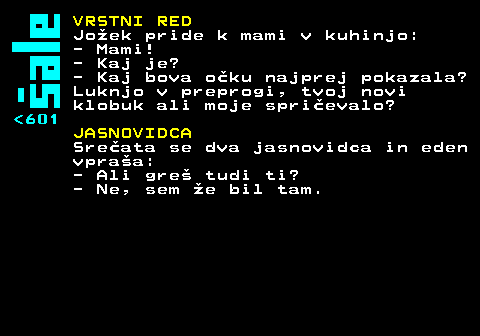 šale
<601
VRSTNI RED
Jožek pride k mami v kuhinjo:
- Mami!
- Kaj je?
- Kaj bova očku najprej pokazala?
Luknjo v preprogi, tvoj novi
klobuk ali moje spričevalo?
JASNOVIDCA
Srečata se dva jasnovidca in eden
vpraša:
- Ali greš tudi ti?
- Ne, sem že bil tam.